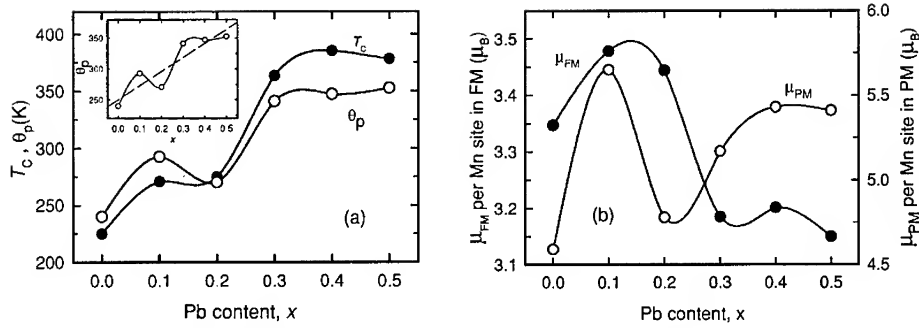 T_C , θ_p(K)
400
375
350
325
300
275
250
225
200
θ_p
350
300
250
0.0 0.1 0.2 0.3 0.4 0.5
x
T_c
θ_p
(a)
0.0 0.1 0.2 0.3 0.4 0.5
Pb content, x
μ_FM per Mn site in FM (μ_B)
3.5
3.4
3.3
3.2
3.1
μ_FM
μ_PM
(b)
0.0 0.1 0.2 0.3 0.4 0.5
Pb content, x
6.0
5.5
5.0
4.5
μ_PM per Mn site in PM (μ_B)